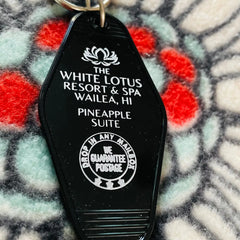 THE
WHITE LOTUS
RESORT & SPA
WAILEA, HI
PINEAPPLE
SUITE
DROP IN ANY MAILBOX
WE
GUARANTEE
POSTAGE